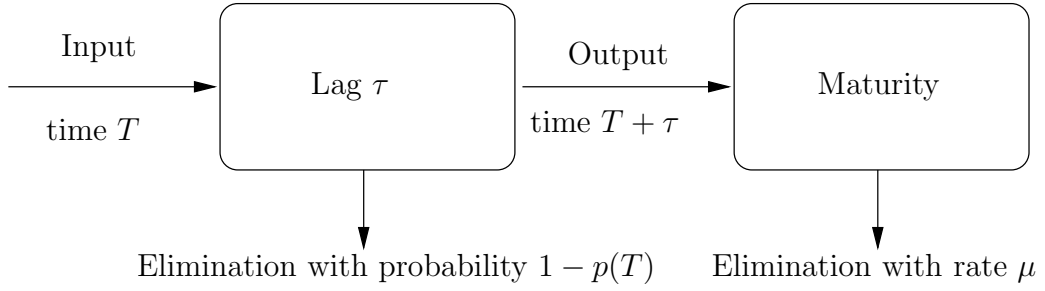 Input
time T
Lag τ
Output
time T + τ
Maturity
Elimination with probability 1 − p(T)
Elimination with rate μ